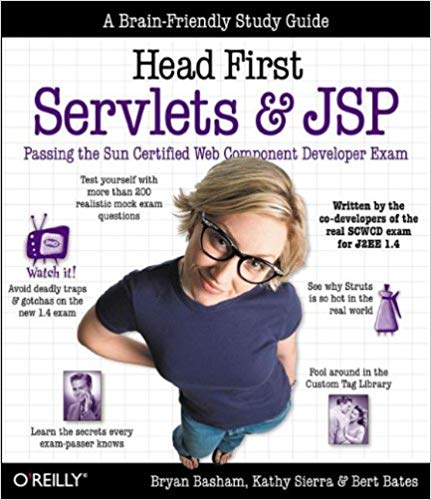 A Brain-Friendly Study Guide
Head First
Servlets & JSP
Passing the Sun Certified Web Component Developer Exam
Test yourself with
more than 200
realistic mock exam
questions
Written by the
co-developers of the
real SCWCD exam
for J2EE 1.4
Watch it!
Avoid deadly traps
& gotchas on the
new 1.4 exam
See why Struts
is so hot in the
real world
Fool around in the
Custom Tag Library
Learn the secrets every
exam-passer knows
O'REILLY®
Bryan Basham, Kathy Sierra & Bert Bates